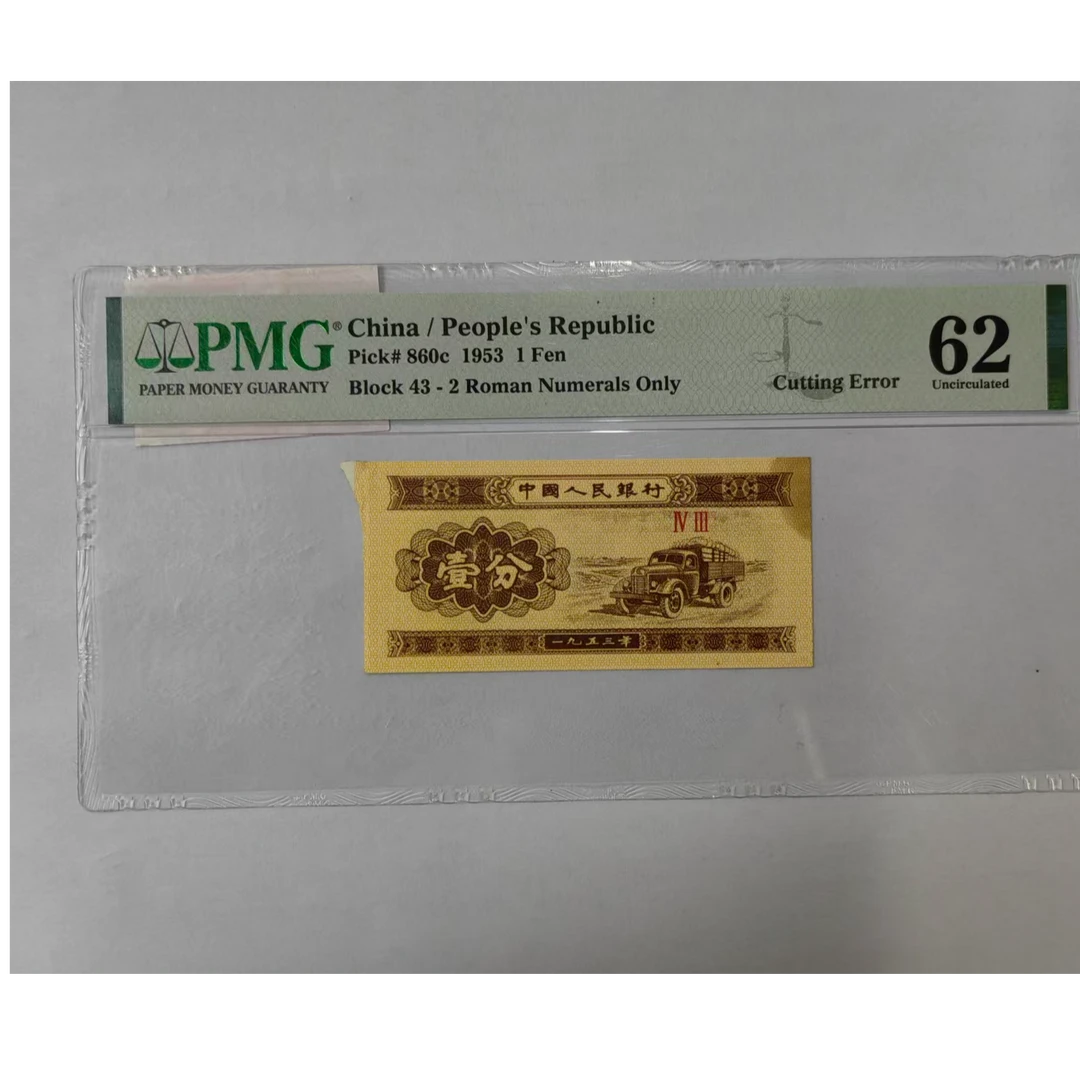 PMG®
PAPER MONEY GUARANTY
China / People's Republic
Pick# 860c 1953 1 Fen
Block 43 - 2 Roman Numerals Only
Cutting Error
62
Uncirculated
中國人民銀行
IV III
壹分
一九五三年